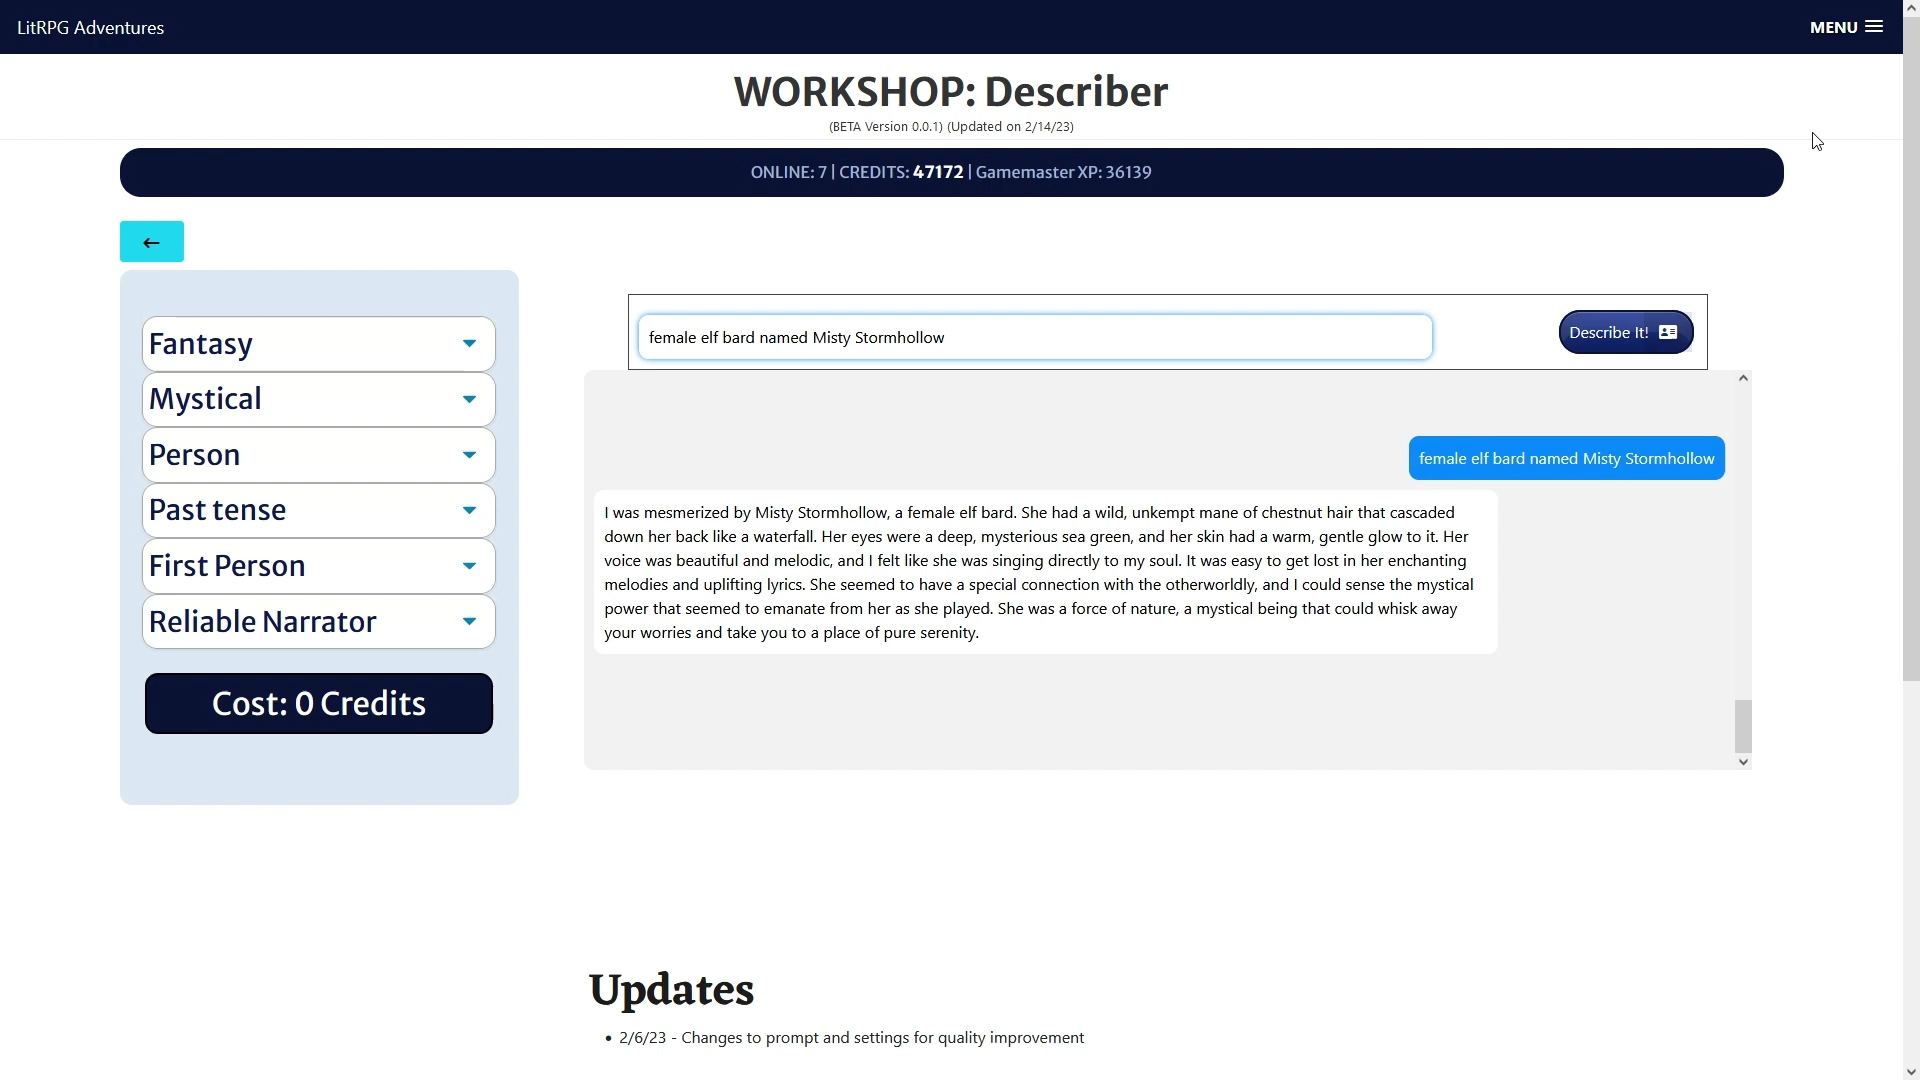 LitRPG Adventures
MENU
WORKSHOP: Describer
(BETA Version 0.0.1) (Updated on 2/14/23)
ONLINE: 7 | CREDITS: 47172 | Gamemaster XP: 36139
Fantasy
Mystical
Person
Past tense
First Person
Reliable Narrator
Cost: 0 Credits
female elf bard named Misty Stormhollow
Describe It!
female elf bard named Misty Stormhollow
I was mesmerized by Misty Stormhollow, a female elf bard. She had a wild, unkempt mane of chestnut hair that cascaded
down her back like a waterfall. Her eyes were a deep, mysterious sea green, and her skin had a warm, gentle glow to it. Her
voice was beautiful and melodic, and I felt like she was singing directly to my soul. It was easy to get lost in her enchanting
melodies and uplifting lyrics. She seemed to have a special connection with the otherworldly, and I could sense the mystical
power that seemed to emanate from her as she played. She was a force of nature, a mystical being that could whisk away
your worries and take you to a place of pure serenity.
Updates
• 2/6/23 - Changes to prompt and settings for quality improvement